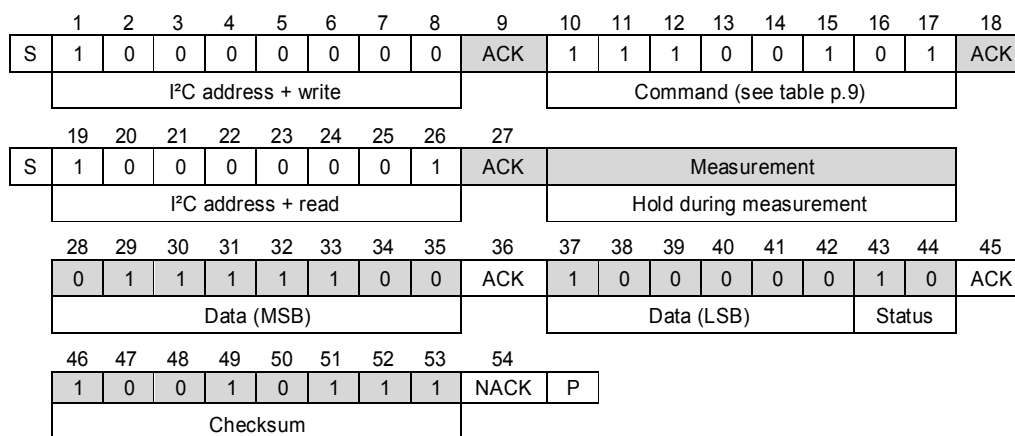 1 2 3 4 5 6 7 8 9 10 11 12 13 14 15 16 17 18
S 1 0 0 0 0 0 0 0 ACK 1 1 1 0 0 1 0 1 ACK
I²C address + write Command (see table p.9)
19 20 21 22 23 24 25 26 27
S 1 0 0 0 0 0 1 ACK Measurement
I²C address + read Hold during measurement
28 29 30 31 32 33 34 35 36 37 38 39 40 41 42 43 44 45
0 1 1 1 1 1 0 0 ACK 1 0 0 0 0 0 1 0 ACK
Data (MSB) Data (LSB) Status
46 47 48 49 50 51 52 53 54
1 0 0 1 0 1 1 1 NACK P
Checksum